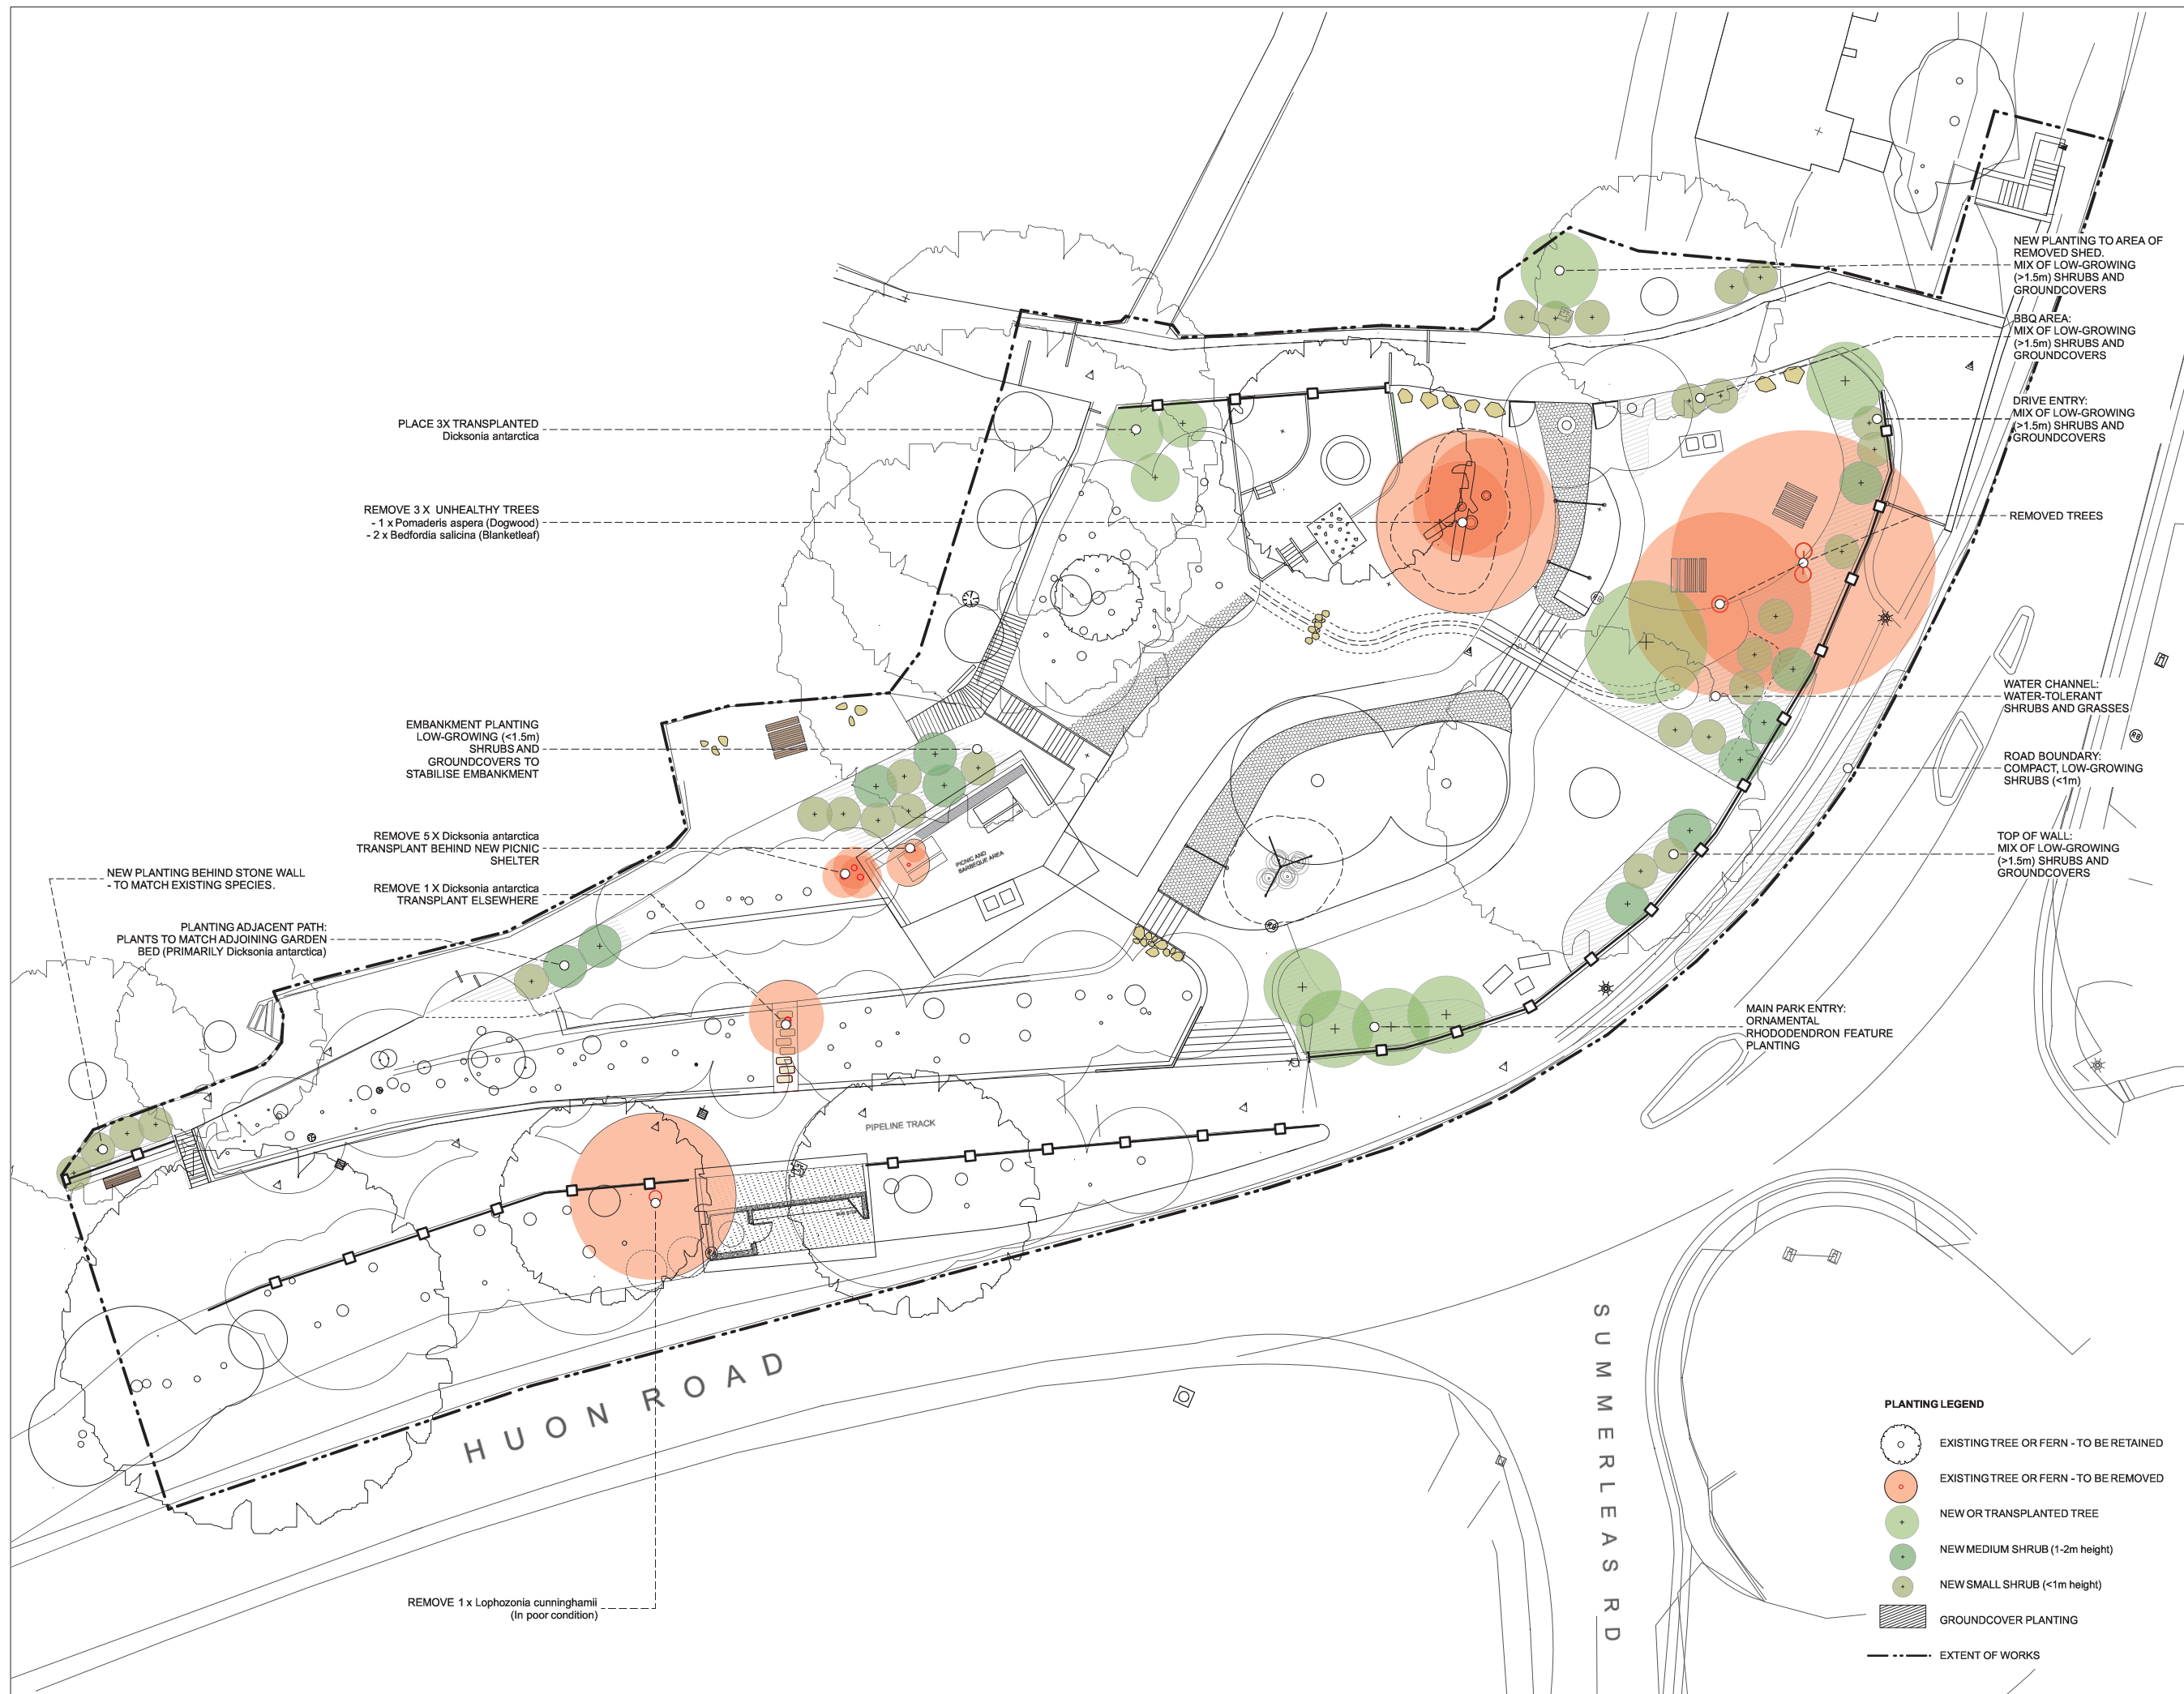 NEW PLANTING TO AREA OF
REMOVED SHED.
MIX OF LOW-GROWING
(>1.5m) SHRUBS AND
GROUNDCOVERS
BBQ AREA:
MIX OF LOW-GROWING
(>1.5m) SHRUBS AND
GROUNDCOVERS
DRIVE ENTRY:
MIX OF LOW-GROWING
(>1.5m) SHRUBS AND
GROUNDCOVERS
PLACE 3X TRANSPLANTED
Dicksonia antarctica
REMOVE 3 X UNHEALTHY TREES
- 1 x Pomaderis aspera (Dogwood)
- 2 x Bedfordia salicina (Blanketleaf)
REMOVED TREES
WATER CHANNEL:
WATER-TOLERANT
SHRUBS AND GRASSES
EMBANKMENT PLANTING
LOW-GROWING (<1.5m)
SHRUBS AND
GROUNDCOVERS TO
STABILISE EMBANKMENT
ROAD BOUNDARY:
COMPACT, LOW-GROWING
SHRUBS (<1m)
REMOVE 5 X Dicksonia antarctica
TRANSPLANT BEHIND NEW PICNIC
SHELTER
PICNIC AND
BARBEQUE AREA
TOP OF WALL:
MIX OF LOW-GROWING
(>1.5m) SHRUBS AND
GROUNDCOVERS
NEW PLANTING BEHIND STONE WALL
- TO MATCH EXISTING SPECIES.
REMOVE 1 X Dicksonia antarctica
TRANSPLANT ELSEWHERE
PLANTING ADJACENT PATH:
PLANTS TO MATCH ADJOINING GARDEN
BED (PRIMARILY Dicksonia antarctica)
MAIN PARK ENTRY:
ORNAMENTAL
RHODODENDRON FEATURE
PLANTING
PIPELINE TRACK
HUON ROAD
SUMMERLEAS RD
REMOVE 1 x Lophozonia cunninghamii
(In poor condition)
PLANTING LEGEND
EXISTING TREE OR FERN - TO BE RETAINED
EXISTING TREE OR FERN - TO BE REMOVED
NEW OR TRANSPLANTED TREE
NEW MEDIUM SHRUB (1-2m height)
NEW SMALL SHRUB (<1m height)
GROUNDCOVER PLANTING
EXTENT OF WORKS